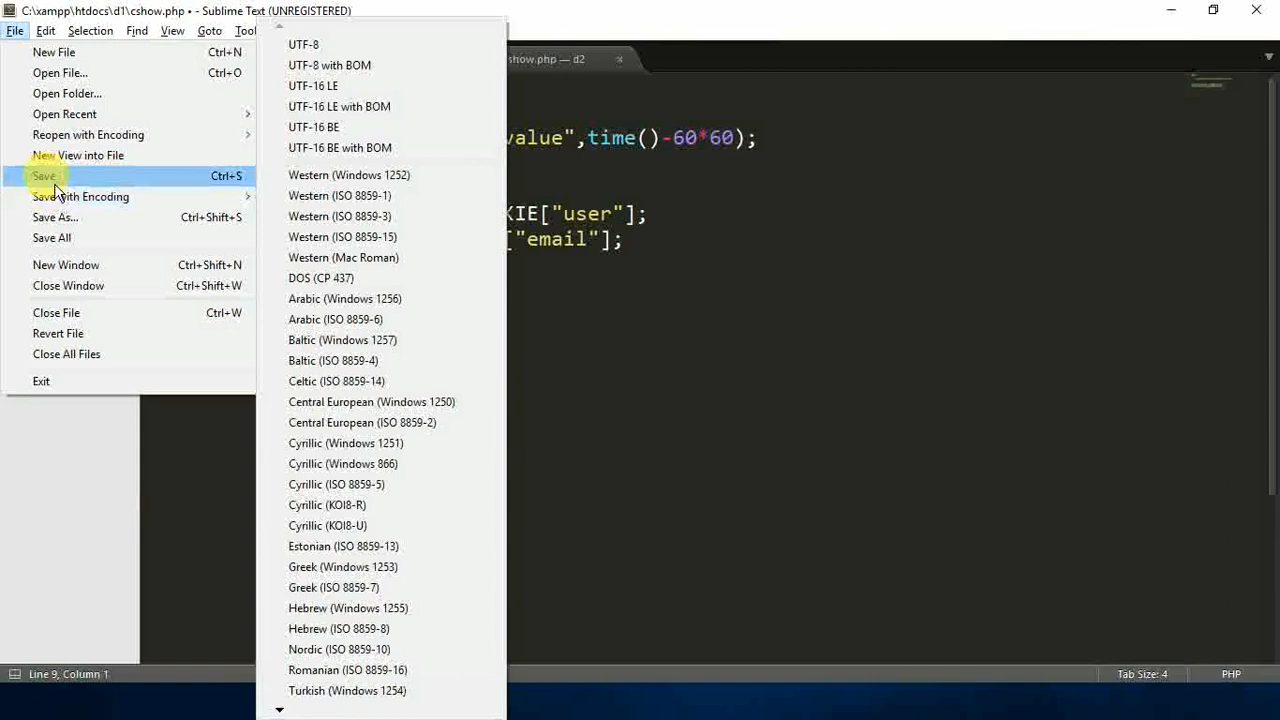 C:\xampp\htdocs\d1\cshow.php • - Sublime Text (UNREGISTERED)
File Edit Selection Find View Goto Tool
New File Ctrl+N
Open File... Ctrl+O
Open Folder...
Open Recent
Reopen with Encoding
New View into File
Save Ctrl+S
Save with Encoding
Save As... Ctrl+Shift+S
Save All
New Window Ctrl+Shift+N
Close Window Ctrl+Shift+W
Close File Ctrl+W
Revert File
Close All Files
Exit
UTF-8
UTF-8 with BOM
UTF-16 LE
UTF-16 LE with BOM
UTF-16 BE
UTF-16 BE with BOM
Western (Windows 1252)
Western (ISO 8859-1)
Western (ISO 8859-3)
Western (ISO 8859-15)
Western (Mac Roman)
DOS (CP 437)
Arabic (Windows 1256)
Arabic (ISO 8859-6)
Baltic (Windows 1257)
Baltic (ISO 8859-4)
Celtic (ISO 8859-14)
Central European (Windows 1250)
Central European (ISO 8859-2)
Cyrillic (Windows 1251)
Cyrillic (Windows 866)
Cyrillic (ISO 8859-5)
Cyrillic (KOI8-R)
Cyrillic (KOI8-U)
Estonian (ISO 8859-13)
Greek (Windows 1253)
Greek (ISO 8859-7)
Hebrew (Windows 1255)
Hebrew (ISO 8859-8)
Nordic (ISO 8859-10)
Romanian (ISO 8859-16)
Turkish (Windows 1254)
show.php — d2
value",time()-60*60);
KIE["user"];
["email"];
Line 9, Column 1
Tab Size: 4 PHP